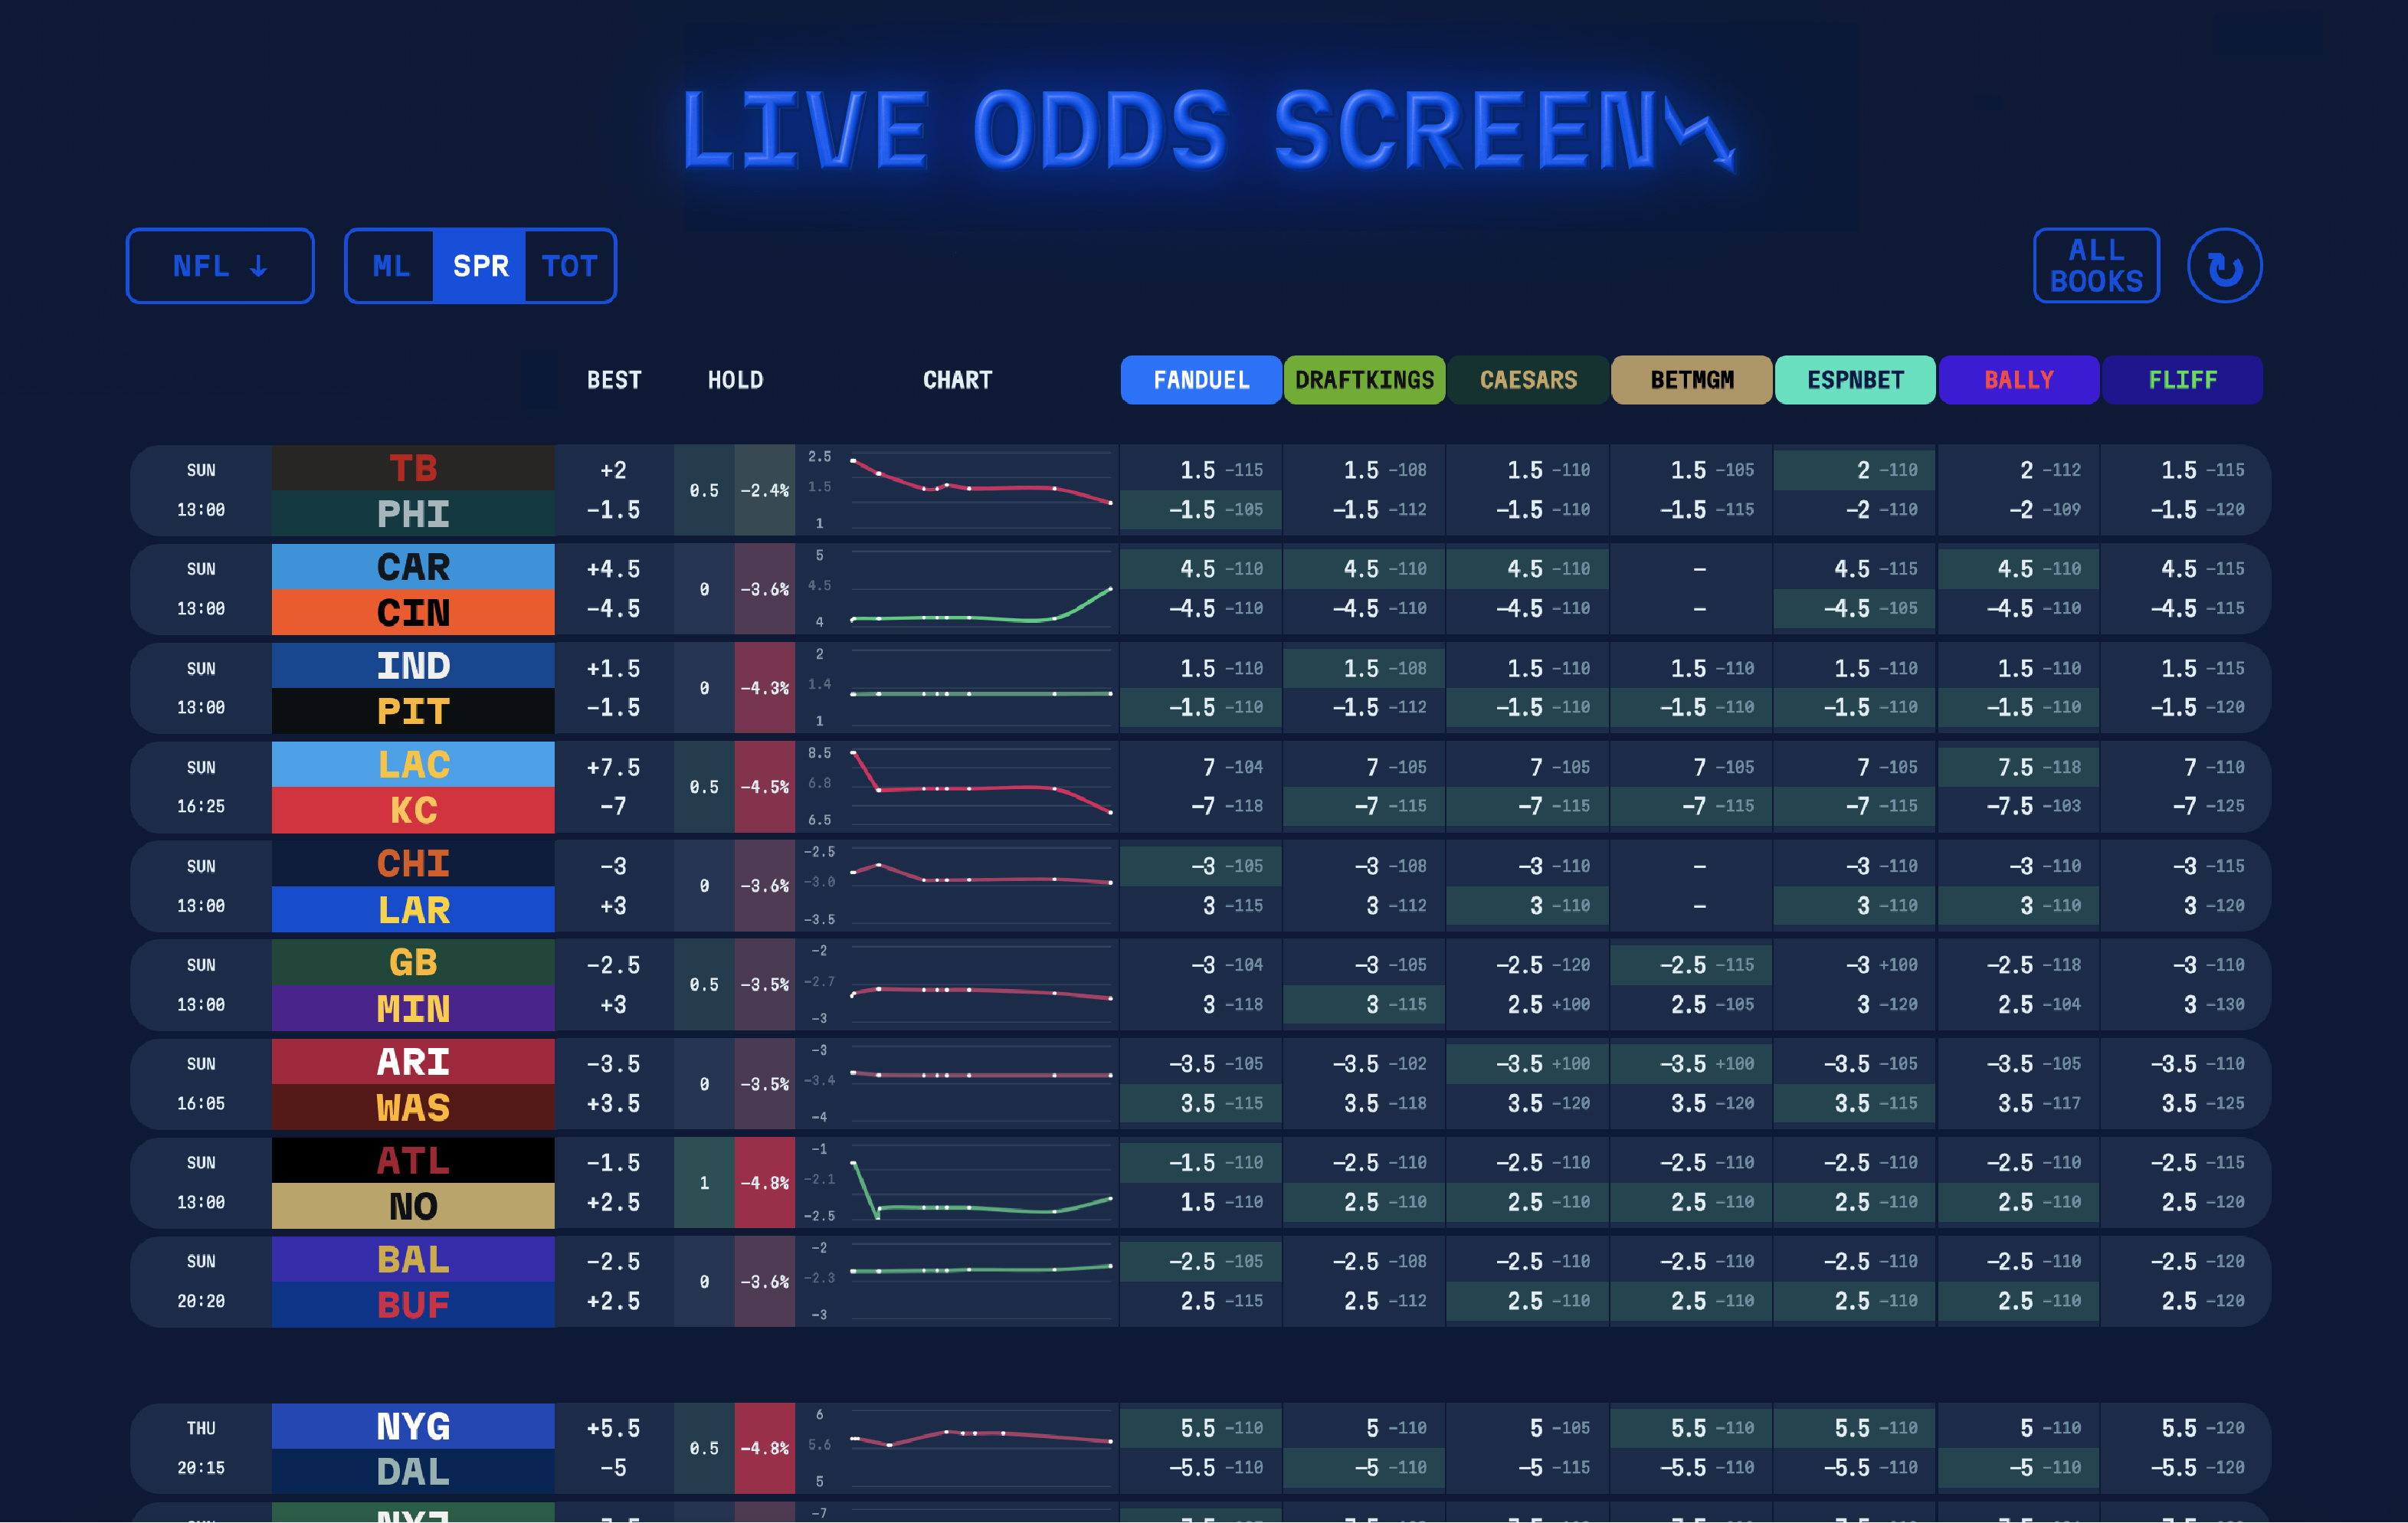 LIVE ODDS SCREEN
NFL ↓ ML SPR TOT ALL BOOKS ↻
BEST HOLD CHART FANDUEL DRAFTKINGS CAESARS BETMGM ESPNBET BALLY FLIFF
SUN TB +2 0.5 -2.4% 2.5 1.5 1 1.5 -115 1.5 -108 1.5 -110 1.5 -105 2 -110 2 -112 1.5 -115
13:00 PHI -1.5 -1.5 -105 -1.5 -112 -1.5 -110 -1.5 -115 -2 -110 -2 -109 -1.5 -120
SUN CAR +4.5 0 -3.6% 5 4.5 4 4.5 -110 4.5 -110 4.5 -110 – 4.5 -115 4.5 -110 4.5 -115
13:00 CIN -4.5 -4.5 -110 -4.5 -110 -4.5 -110 – -4.5 -105 -4.5 -110 -4.5 -115
SUN IND +1.5 0 -4.3% 2 1.4 1 1.5 -110 1.5 -108 1.5 -110 1.5 -110 1.5 -110 1.5 -110 1.5 -115
13:00 PIT -1.5 -1.5 -110 -1.5 -112 -1.5 -110 -1.5 -110 -1.5 -110 -1.5 -110 -1.5 -120
SUN LAC +7.5 0.5 -4.5% 8.5 6.8 6.5 7 -104 7 -105 7 -105 7 -105 7 -105 7.5 -118 7 -110
16:25 KC -7 -7 -118 -7 -115 -7 -115 -7 -115 -7 -115 -7.5 -103 -7 -125
SUN CHI -3 0 -3.6% -2.5 -3.0 -3.5 -3 -105 -3 -108 -3 -110 – -3 -110 -3 -110 -3 -115
13:00 LAR +3 3 -115 3 -112 3 -110 – 3 -110 3 -110 3 -120
SUN GB -2.5 0.5 -3.5% -2 -2.7 -3 -3 -104 -3 -105 -2.5 -120 -2.5 -115 -3 +100 -2.5 -118 -3 -110
13:00 MIN +3 3 -118 3 -115 2.5 +100 2.5 -105 3 -120 2.5 -104 3 -130
SUN ARI -3.5 0 -3.5% -3 -3.4 -4 -3.5 -105 -3.5 -102 -3.5 +100 -3.5 +100 -3.5 -105 -3.5 -105 -3.5 -110
16:05 WAS +3.5 3.5 -115 3.5 -118 3.5 -120 3.5 -120 3.5 -115 3.5 -117 3.5 -125
SUN ATL -1.5 1 -4.8% -1 -2.1 -2.5 -1.5 -110 -2.5 -110 -2.5 -110 -2.5 -110 -2.5 -110 -2.5 -110 -2.5 -115
13:00 NO +2.5 1.5 -110 2.5 -110 2.5 -110 2.5 -110 2.5 -110 2.5 -110 2.5 -120
SUN BAL -2.5 0 -3.6% -2 -2.3 -3 -2.5 -105 -2.5 -108 -2.5 -110 -2.5 -110 -2.5 -110 -2.5 -110 -2.5 -120
20:20 BUF +2.5 2.5 -115 2.5 -112 2.5 -110 2.5 -110 2.5 -110 2.5 -110 2.5 -120
THU NYG +5.5 0.5 -4.8% 6 5.6 5 5.5 -110 5 -110 5 -105 5.5 -110 5.5 -110 5 -110 5.5 -120
20:15 DAL -5 -5.5 -110 -5 -110 -5 -115 -5.5 -110 -5.5 -110 -5 -110 -5.5 -120
NYJ -7